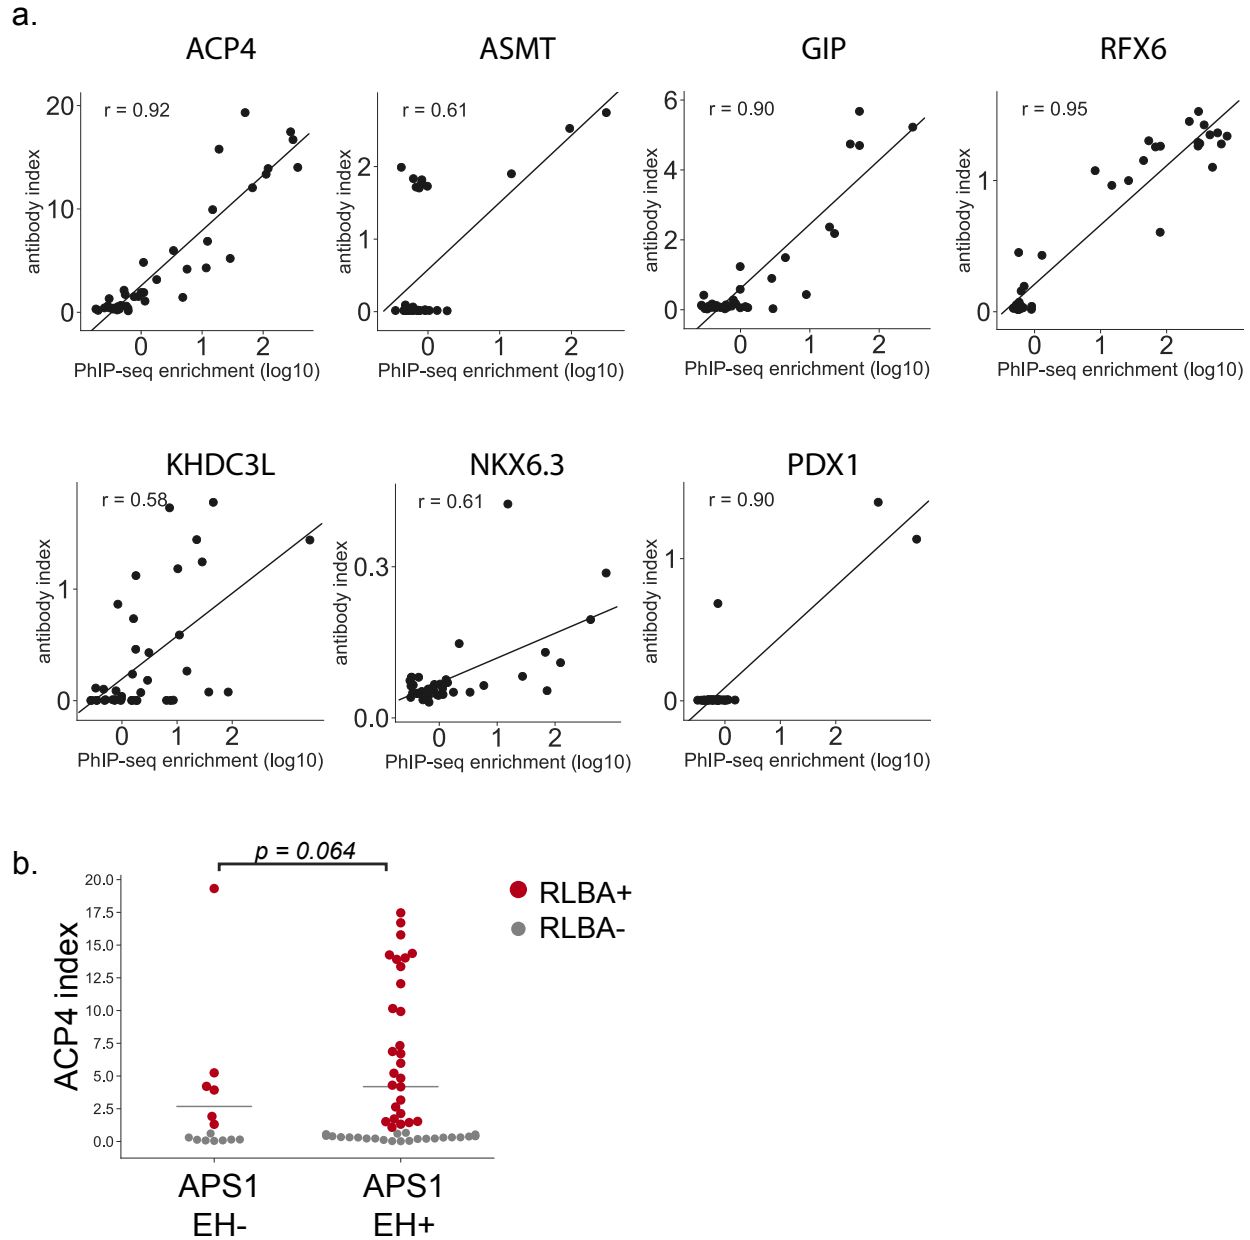 a.
ACP4
ASMT
GIP
RFX6
r = 0.92
r = 0.61
r = 0.90
r = 0.95
antibody index
antibody index
antibody index
antibody index
20
10
0
2
1
0
6
4
2
0
1
0
0 1 2
0 1 2
0 1 2
0 1 2
PhIP-seq enrichment (log10)
PhIP-seq enrichment (log10)
PhIP-seq enrichment (log10)
PhIP-seq enrichment (log10)
KHDC3L
NKX6.3
PDX1
r = 0.58
r = 0.61
r = 0.90
antibody index
antibody index
antibody index
1
0
0.3
0.0
1
0
0 1 2
0 1 2
0 1 2
PhIP-seq enrichment (log10)
PhIP-seq enrichment (log10)
PhIP-seq enrichment (log10)
b.
p = 0.064
ACP4 index
20.0
17.5
15.0
12.5
10.0
7.5
5.0
2.5
0.0
RLBA+
RLBA-
APS1
EH-
APS1
EH+